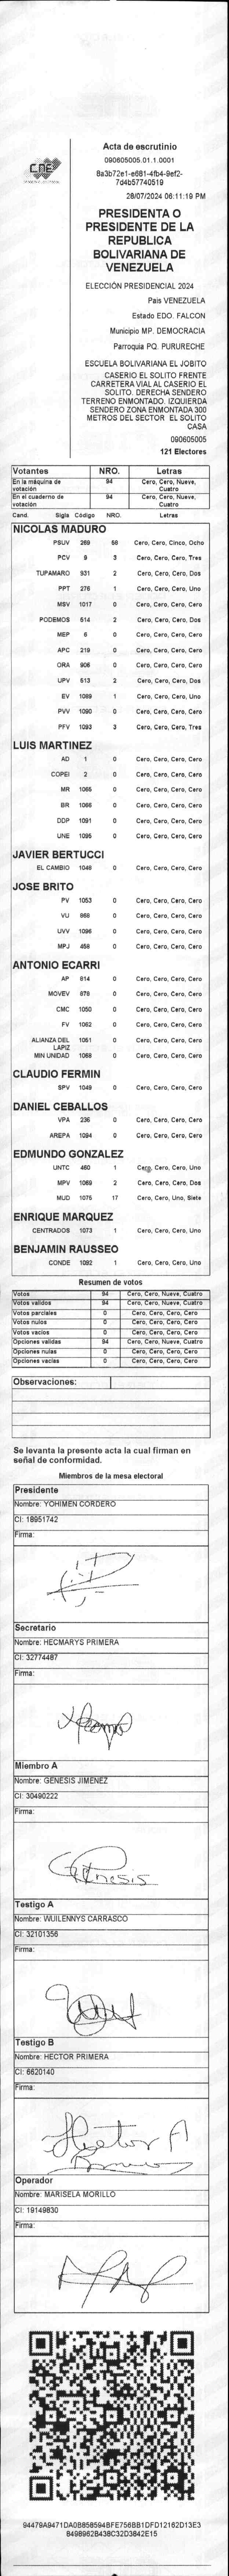 CNE
Acta de escrutinio
090605005.01.1.0001
8a3b72e1-e681-4fb4-9ef2-
7d4b57740519
28/07/2024 06:11:19 PM
PRESIDENTA O
PRESIDENTE DE LA
REPUBLICA
BOLIVARIANA DE
VENEZUELA
ELECCIÓN PRESIDENCIAL 2024
Pais VENEZUELA
Estado EDO. FALCON
Municipio MP. DEMOCRACIA
Parroquia PQ. PURURECHE
ESCUELA BOLIVARIANA EL JOBITO
CASERIO EL SOLITO FRENTE
CARRETERA VIAL AL CASERIO EL
SOLITO. DERECHA SENDERO
TERRENO ENMONTADO. IZQUIERDA
SENDERO ZONA ENMONTADA 300
METROS DEL SECTOR EL SOLITO
CASA
090605005
121 Electores
Votantes NRO. Letras
En la máquina de votación 94 Cero, Cero, Nueve, Cuatro
En el cuaderno de votación 94 Cero, Cero, Nueve, Cuatro
Cand. Sigla Código NRO. Letras
NICOLAS MADURO
PSUV 269 58 Cero, Cero, Cinco, Ocho
PCV 9 3 Cero, Cero, Cero, Tres
TUPAMARO 931 2 Cero, Cero, Cero, Dos
PPT 276 1 Cero, Cero, Cero, Uno
MSV 1017 0 Cero, Cero, Cero, Cero
PODEMOS 514 2 Cero, Cero, Cero, Dos
MEP 6 0 Cero, Cero, Cero, Cero
APC 219 0 Cero, Cero, Cero, Cero
ORA 906 0 Cero, Cero, Cero, Cero
UPV 513 2 Cero, Cero, Cero, Dos
EV 1089 1 Cero, Cero, Cero, Uno
PVV 1090 0 Cero, Cero, Cero, Cero
PFV 1093 3 Cero, Cero, Cero, Tres
LUIS MARTINEZ
AD 1 0 Cero, Cero, Cero, Cero
COPEI 2 0 Cero, Cero, Cero, Cero
MR 1065 0 Cero, Cero, Cero, Cero
BR 1086 0 Cero, Cero, Cero, Cero
DDP 1091 0 Cero, Cero, Cero, Cero
UNE 1095 0 Cero, Cero, Cero, Cero
JAVIER BERTUCCI
EL CAMBIO 1048 0 Cero, Cero, Cero, Cero
JOSE BRITO
PV 1053 0 Cero, Cero, Cero, Cero
VU 868 0 Cero, Cero, Cero, Cero
UVV 1096 0 Cero, Cero, Cero, Cero
MPJ 458 0 Cero, Cero, Cero, Cero
ANTONIO ECARRI
AP 814 0 Cero, Cero, Cero, Cero
MOVEV 878 0 Cero, Cero, Cero, Cero
CMC 1050 0 Cero, Cero, Cero, Cero
FV 1062 0 Cero, Cero, Cero, Cero
ALIANZA DEL LAPIZ 1051 0 Cero, Cero, Cero, Cero
MIN UNIDAD 1068 0 Cero, Cero, Cero, Cero
CLAUDIO FERMIN
SPV 1049 0 Cero, Cero, Cero, Cero
DANIEL CEBALLOS
VPA 236 0 Cero, Cero, Cero, Cero
AREPA 1094 0 Cero, Cero, Cero, Cero
EDMUNDO GONZALEZ
UNTC 460 1 Cero, Cero, Cero, Uno
MPV 1069 2 Cero, Cero, Cero, Dos
MUD 1075 17 Cero, Cero, Uno, Siete
ENRIQUE MARQUEZ
CENTRADOS 1073 1 Cero, Cero, Cero, Uno
BENJAMIN RAUSSEO
CONDE 1092 1 Cero, Cero, Cero, Uno
Resumen de votos
Votos 94 Cero, Cero, Nueve, Cuatro
Votos validos 94 Cero, Cero, Nueve, Cuatro
Votos parciales 0 Cero, Cero, Cero, Cero
Votos nulos 0 Cero, Cero, Cero, Cero
Votos vacios 0 Cero, Cero, Cero, Cero
Opciones validas 94 Cero, Cero, Nueve, Cuatro
Opciones nulas 0 Cero, Cero, Cero, Cero
Opciones vacias 0 Cero, Cero, Cero, Cero
Observaciones:
Se levanta la presente acta la cual firman en
señal de conformidad.
Miembros de la mesa electoral
Presidente
Nombre: YOHIMEN CORDERO
CI: 18951742
Firma:
Secretario
Nombre: HECMARYS PRIMERA
CI: 32774487
Firma:
Miembro A
Nombre: GENESIS JIMENEZ
CI: 30490222
Firma:
Genesis
Testigo A
Nombre: WUILENNYS CARRASCO
CI: 32101356
Firma:
Testigo B
Nombre: HECTOR PRIMERA
CI: 6620140
Firma:
Hector A
Operador
Nombre: MARISELA MORILLO
CI: 19149830
Firma:
94479A9471DA0B858594BFE756BB1DFD12162D13E3
8498962B438C32D3842E15